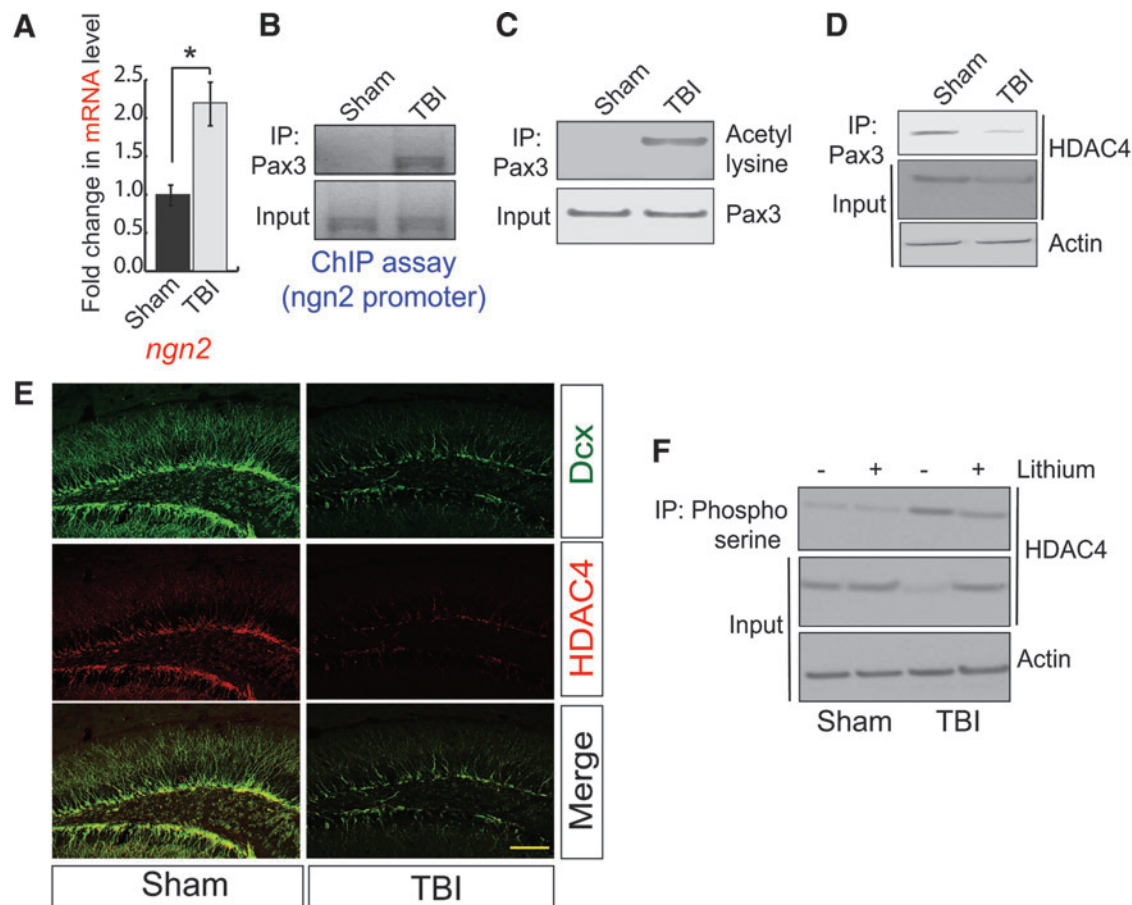 A
Fold change in mRNA level
2.5
2.0
1.5
1.0
0.5
0.0
*
Sham
TBI
ngn2
B
Sham
TBI
IP:
Pax3
Input
ChIP assay
(ngn2 promoter)
C
Sham
TBI
IP:
Pax3
Acetyl
lysine
Input
Pax3
D
Sham
TBI
IP:
Pax3
HDAC4
Input
Actin
E
Dcx
HDAC4
Merge
Sham
TBI
F
- + - + Lithium
IP: Phospho
serine
HDAC4
Input
Actin
Sham TBI